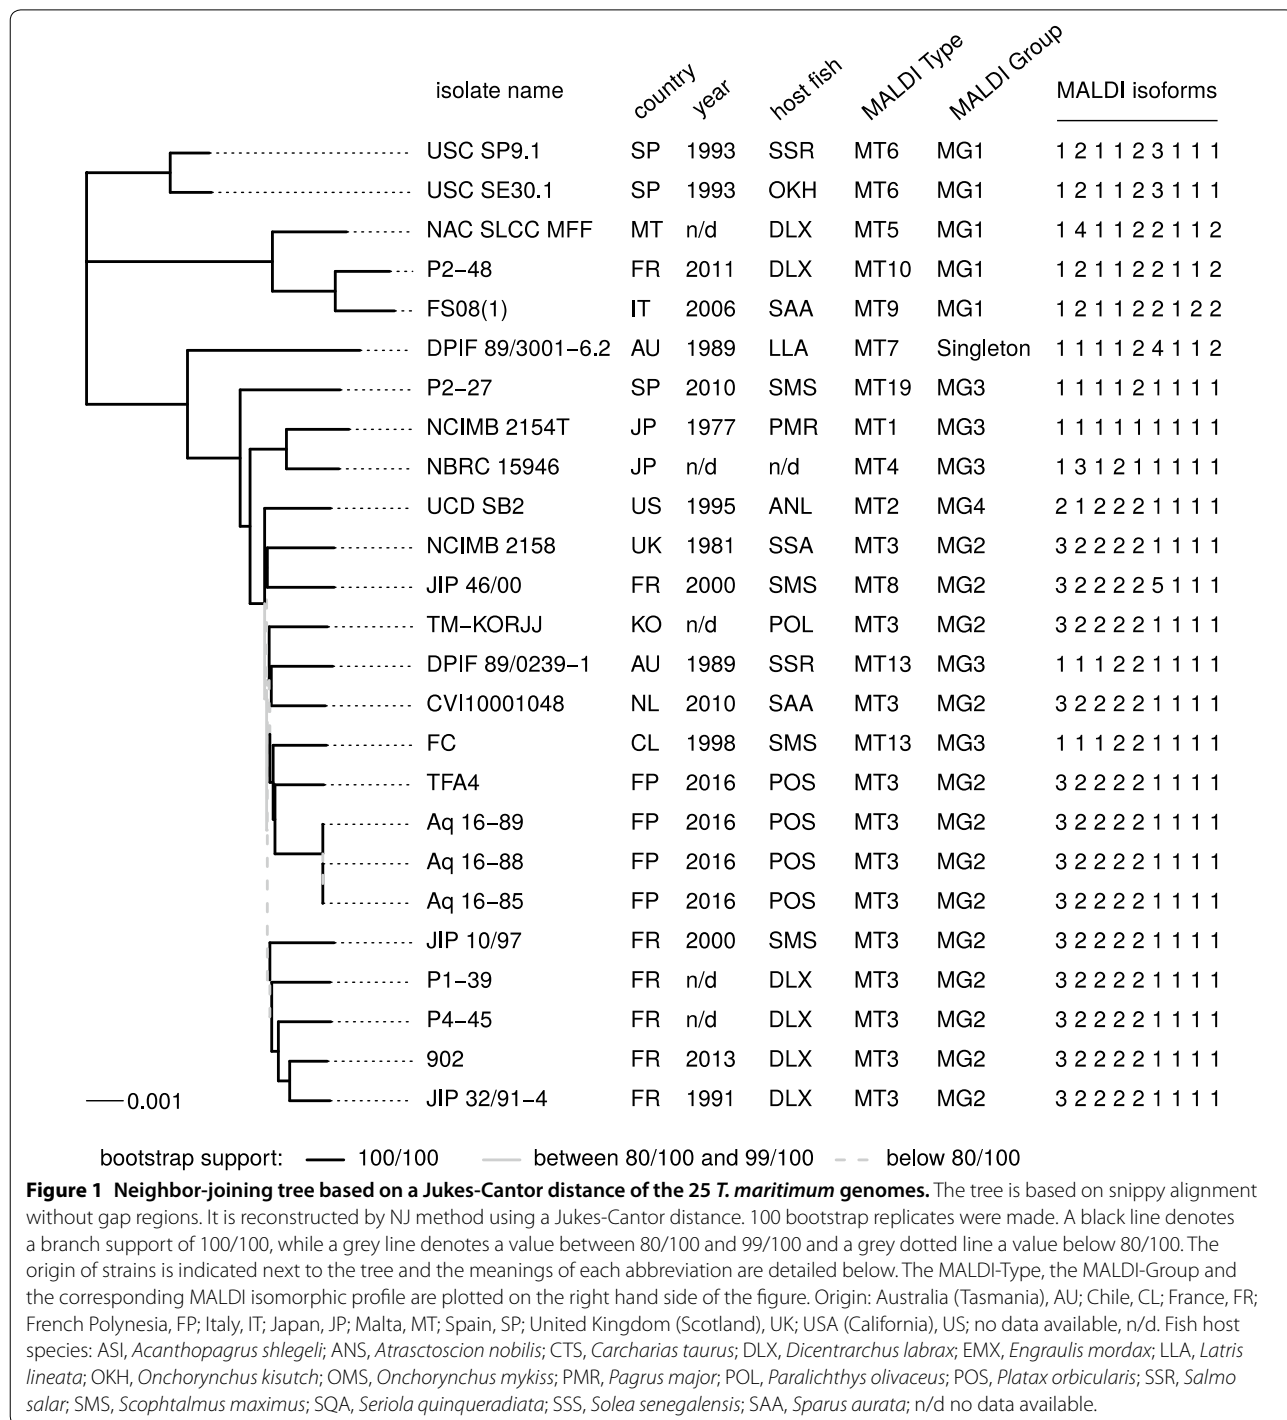 isolate name country year host fish MALDI Type MALDI Group MALDI isoforms
USC SP9.1 SP 1993 SSR MT6 MG1 1 2 1 1 2 3 1 1 1
USC SE30.1 SP 1993 OKH MT6 MG1 1 2 1 1 2 3 1 1 1
NAC SLCC MFF MT n/d DLX MT5 MG1 1 4 1 1 2 2 1 1 2
P2−48 FR 2011 DLX MT10 MG1 1 2 1 1 2 2 1 1 2
FS08(1) IT 2006 SAA MT9 MG1 1 2 1 1 2 2 1 2 2
DPIF 89/3001−6.2 AU 1989 LLA MT7 Singleton 1 1 1 1 2 4 1 1 2
P2−27 SP 2010 SMS MT19 MG3 1 1 1 1 2 1 1 1 1
NCIMB 2154T JP 1977 PMR MT1 MG3 1 1 1 1 1 1 1 1 1
NBRC 15946 JP n/d n/d MT4 MG3 1 3 1 2 1 1 1 1 1
UCD SB2 US 1995 ANL MT2 MG4 2 1 2 2 2 1 1 1 1
NCIMB 2158 UK 1981 SSA MT3 MG2 3 2 2 2 2 1 1 1 1
JIP 46/00 FR 2000 SMS MT8 MG2 3 2 2 2 2 5 1 1 1
TM−KORJJ KO n/d POL MT3 MG2 3 2 2 2 2 1 1 1 1
DPIF 89/0239−1 AU 1989 SSR MT13 MG3 1 1 1 2 2 1 1 1 1
CVI10001048 NL 2010 SAA MT3 MG2 3 2 2 2 2 1 1 1 1
FC CL 1998 SMS MT13 MG3 1 1 1 2 2 1 1 1 1
TFA4 FP 2016 POS MT3 MG2 3 2 2 2 2 1 1 1 1
Aq 16−89 FP 2016 POS MT3 MG2 3 2 2 2 2 1 1 1 1
Aq 16−88 FP 2016 POS MT3 MG2 3 2 2 2 2 1 1 1 1
Aq 16−85 FP 2016 POS MT3 MG2 3 2 2 2 2 1 1 1 1
JIP 10/97 FR 2000 SMS MT3 MG2 3 2 2 2 2 1 1 1 1
P1−39 FR n/d DLX MT3 MG2 3 2 2 2 2 1 1 1 1
P4−45 FR n/d DLX MT3 MG2 3 2 2 2 2 1 1 1 1
902 FR 2013 DLX MT3 MG2 3 2 2 2 2 1 1 1 1
0.001 JIP 32/91−4 FR 1991 DLX MT3 MG2 3 2 2 2 2 1 1 1 1
bootstrap support: 100/100 between 80/100 and 99/100 below 80/100
Figure 1 Neighbor-joining tree based on a Jukes-Cantor distance of the 25 T. maritimum genomes. The tree is based on snippy alignment
without gap regions. It is reconstructed by NJ method using a Jukes-Cantor distance. 100 bootstrap replicates were made. A black line denotes
a branch support of 100/100, while a grey line denotes a value between 80/100 and 99/100 and a grey dotted line a value below 80/100. The
origin of strains is indicated next to the tree and the meanings of each abbreviation are detailed below. The MALDI-Type, the MALDI-Group and
the corresponding MALDI isomorphic profile are plotted on the right hand side of the figure. Origin: Australia (Tasmania), AU; Chile, CL; France, FR;
French Polynesia, FP; Italy, IT; Japan, JP; Malta, MT; Spain, SP; United Kingdom (Scotland), UK; USA (California), US; no data available, n/d. Fish host
species: ASI, Acanthopagrus shlegeli; ANS, Atrasctoscion nobilis; CTS, Carcharias taurus; DLX, Dicentrarchus labrax; EMX, Engraulis mordax; LLA, Latris
lineata; OKH, Onchorynchus kisutch; OMS, Onchorynchus mykiss; PMR, Pagrus major; POL, Paralichthys olivaceus; POS, Platax orbicularis; SSR, Salmo
salar; SMS, Scophtalmus maximus; SQA, Seriola quinqueradiata; SSS, Solea senegalensis; SAA, Sparus aurata; n/d no data available.